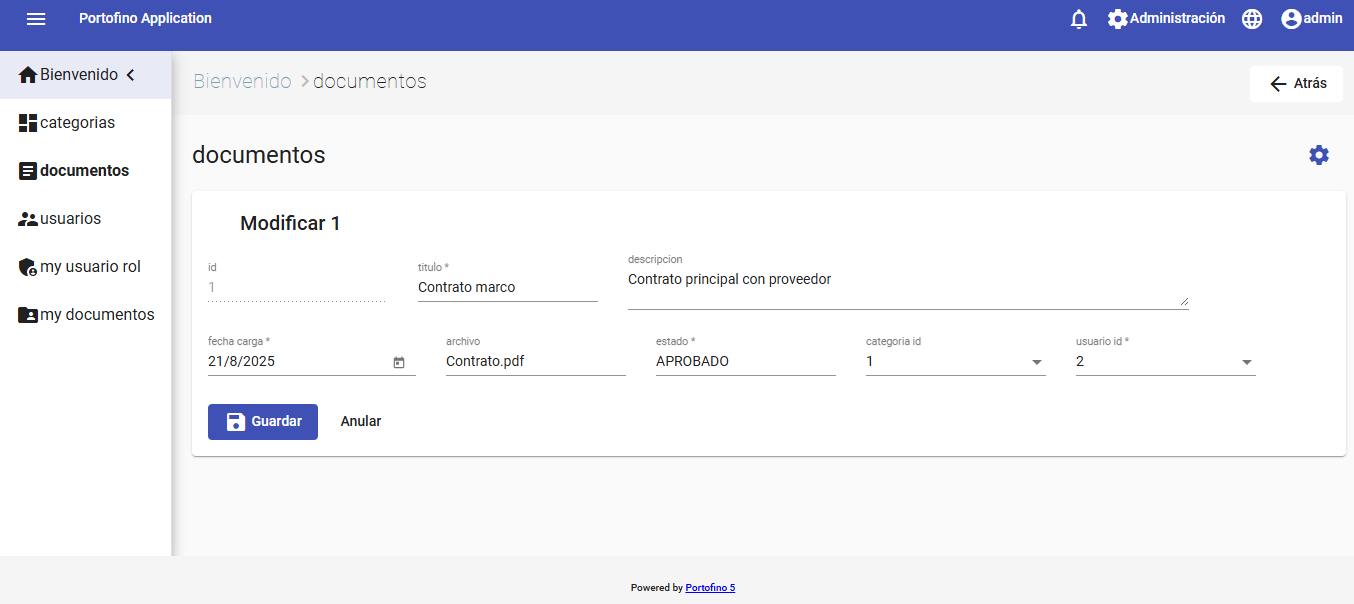 Portofino Application
Administración
admin
Bienvenido
categorias
documentos
usuarios
my usuario rol
my documentos
Bienvenido > documentos
Atrás
documentos
Modificar 1
id
1
titulo *
Contrato marco
descripcion
Contrato principal con proveedor
fecha carga *
21/8/2025
archivo
Contrato.pdf
estado *
APROBADO
categoria id
1
usuario id *
2
Guardar
Anular
Powered by Portofino 5